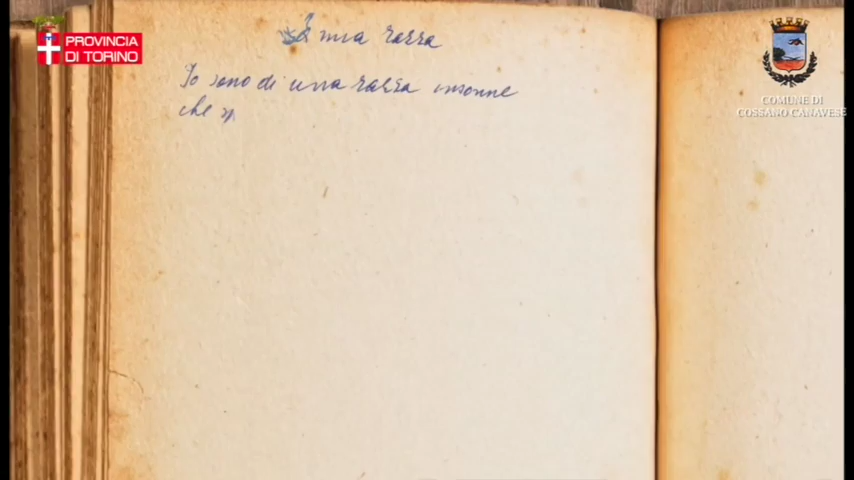 PROVINCIA
DI TORINO
COMUNE DI
COSSANO CANAVESE
mia razza
Io sono di una razza insonne
che